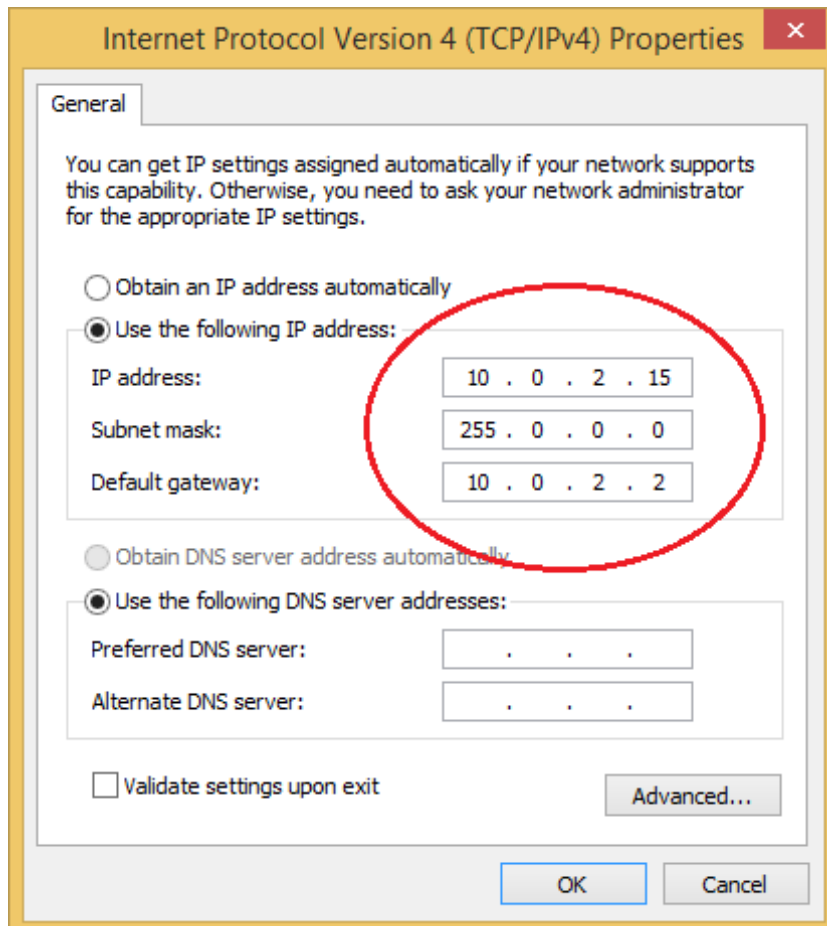 Internet Protocol Version 4 (TCP/IPv4) Properties
General
You can get IP settings assigned automatically if your network supports
this capability. Otherwise, you need to ask your network administrator
for the appropriate IP settings.
Obtain an IP address automatically
Use the following IP address:
IP address: 10 . 0 . 2 . 15
Subnet mask: 255 . 0 . 0 . 0
Default gateway: 10 . 0 . 2 . 2
Obtain DNS server address automatically
Use the following DNS server addresses:
Preferred DNS server: . . .
Alternate DNS server: . . .
Validate settings upon exit
Advanced...
OK Cancel